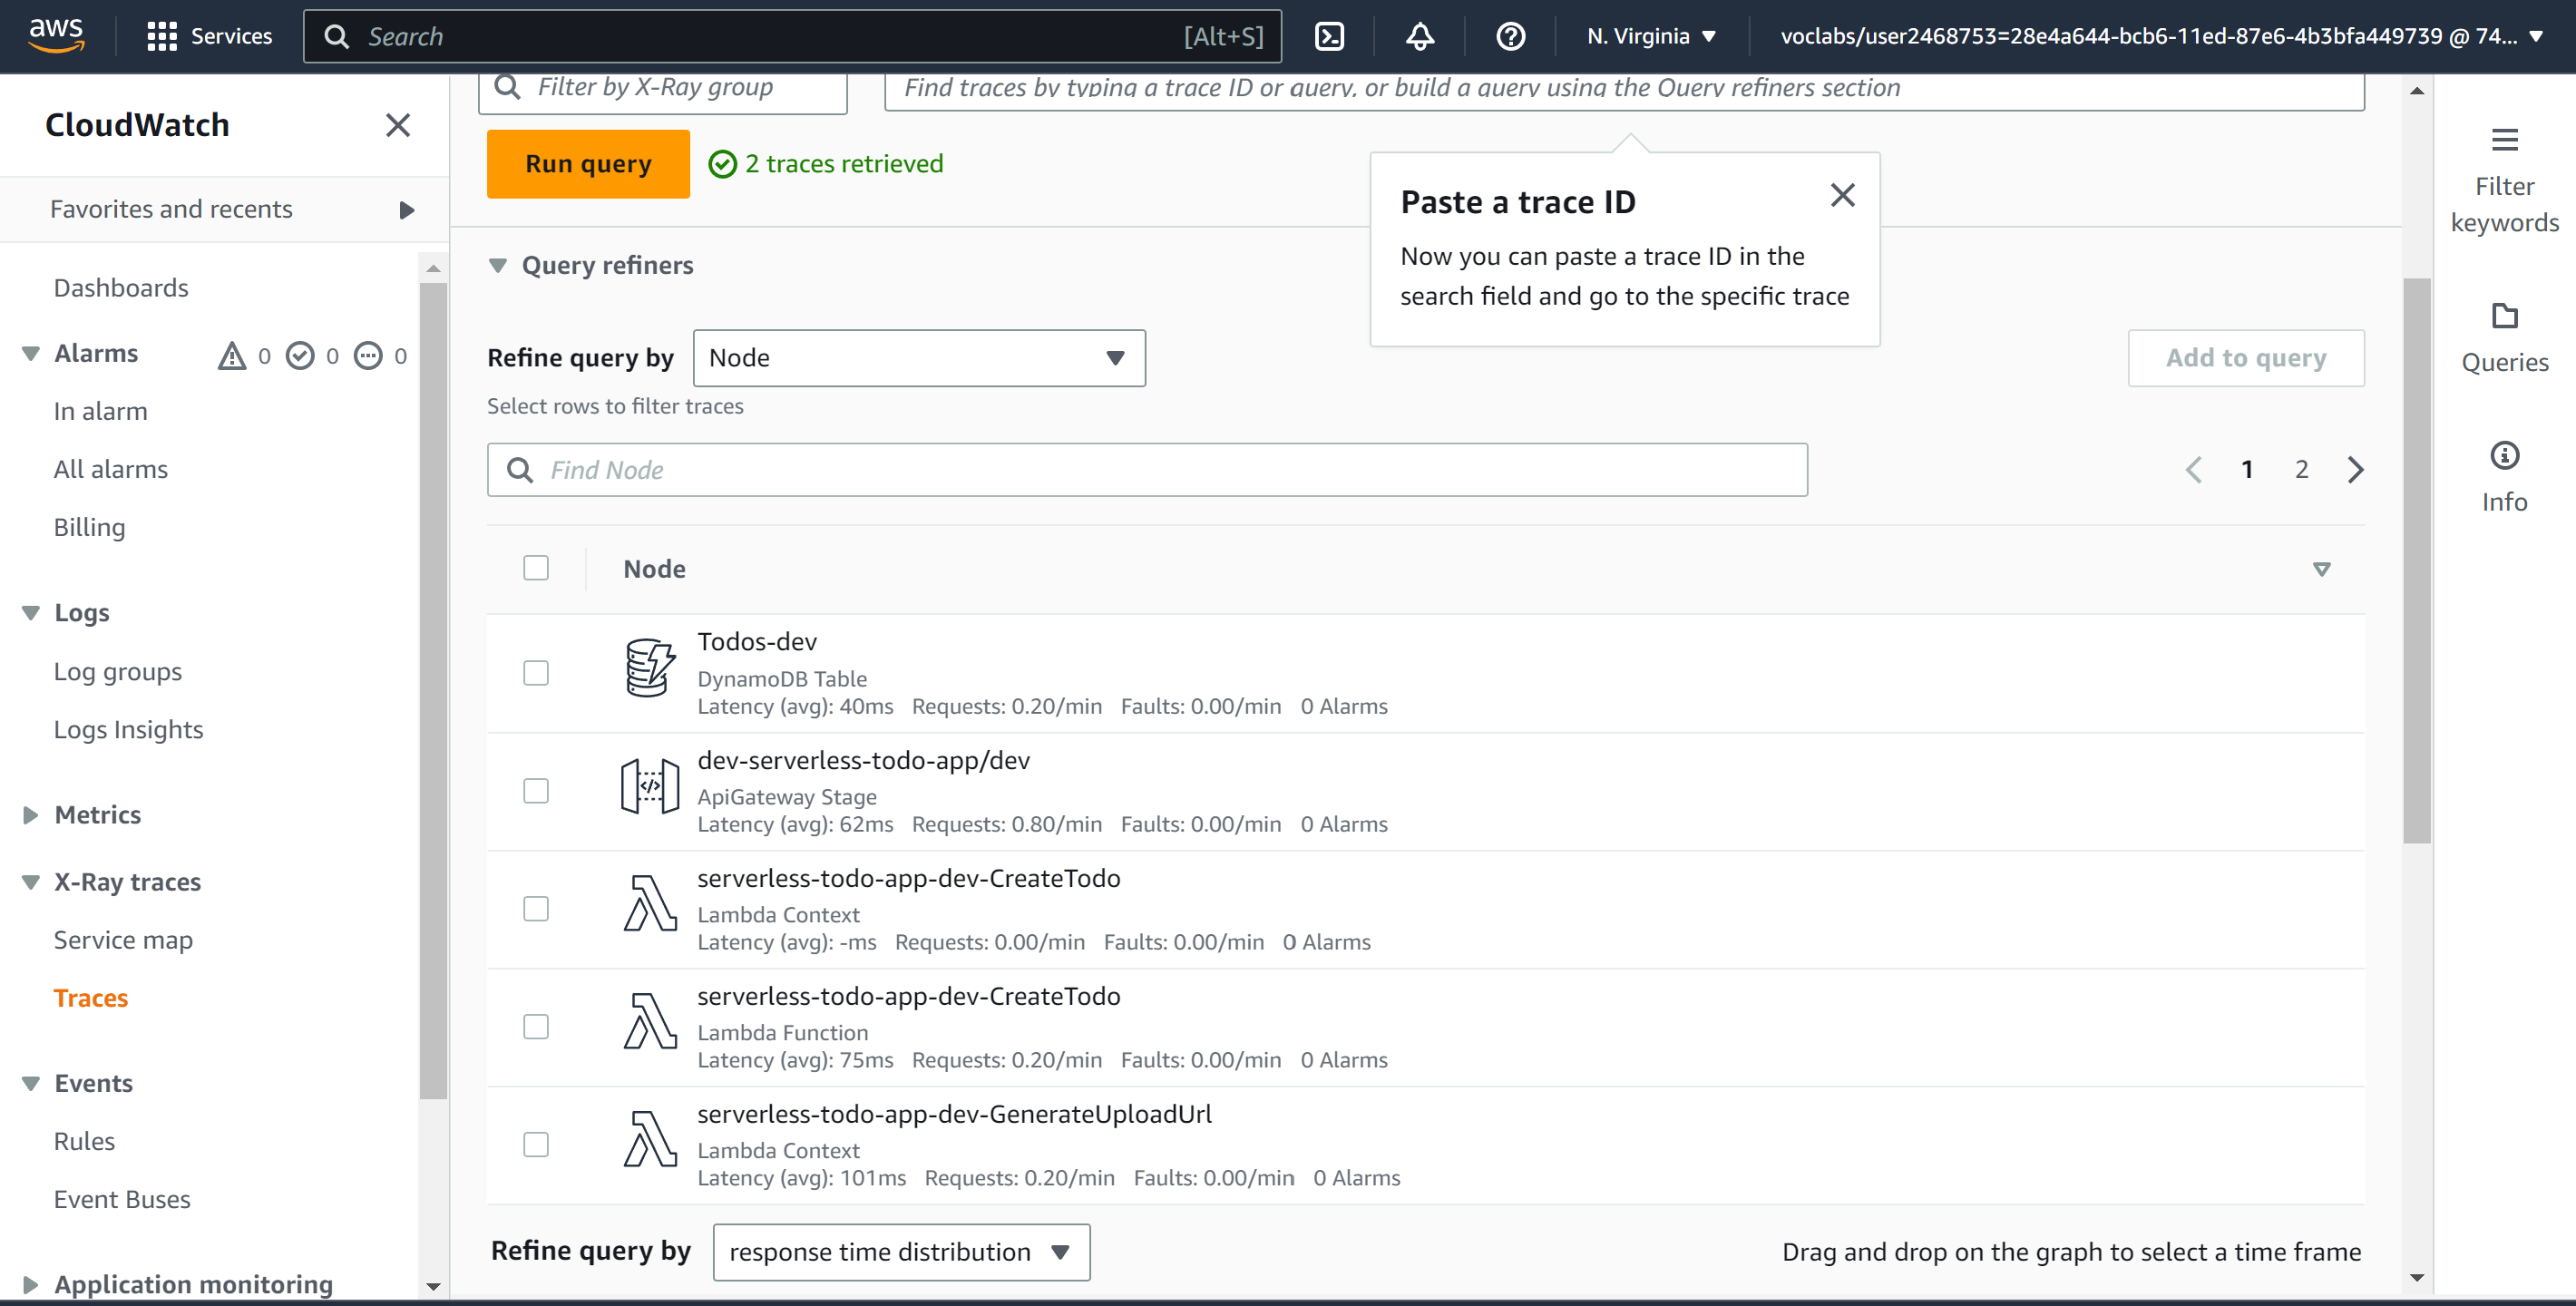 aws
Services
Search
[Alt+S]
N. Virginia
voclabs/user2468753=28e4a644-bcb6-11ed-87e6-4b3bfa449739 @ 74...
CloudWatch
Favorites and recents
Dashboards
Alarms
0
0
0
In alarm
All alarms
Billing
Logs
Log groups
Logs Insights
Metrics
X-Ray traces
Service map
Traces
Events
Rules
Event Buses
Application monitoring
Filter by X-Ray group
Find traces by typing a trace ID or query, or build a query using the Query refiners section
Run query
2 traces retrieved
Paste a trace ID
Now you can paste a trace ID in the
search field and go to the specific trace
Query refiners
Refine query by
Node
Add to query
Select rows to filter traces
Find Node
1
2
Node
Todos-dev
DynamoDB Table
Latency (avg): 40ms Requests: 0.20/min Faults: 0.00/min 0 Alarms
dev-serverless-todo-app/dev
ApiGateway Stage
Latency (avg): 62ms Requests: 0.80/min Faults: 0.00/min 0 Alarms
serverless-todo-app-dev-CreateTodo
Lambda Context
Latency (avg): -ms Requests: 0.00/min Faults: 0.00/min 0 Alarms
serverless-todo-app-dev-CreateTodo
Lambda Function
Latency (avg): 75ms Requests: 0.20/min Faults: 0.00/min 0 Alarms
serverless-todo-app-dev-GenerateUploadUrl
Lambda Context
Latency (avg): 101ms Requests: 0.20/min Faults: 0.00/min 0 Alarms
Refine query by
response time distribution
Drag and drop on the graph to select a time frame
Filter
keywords
Queries
Info